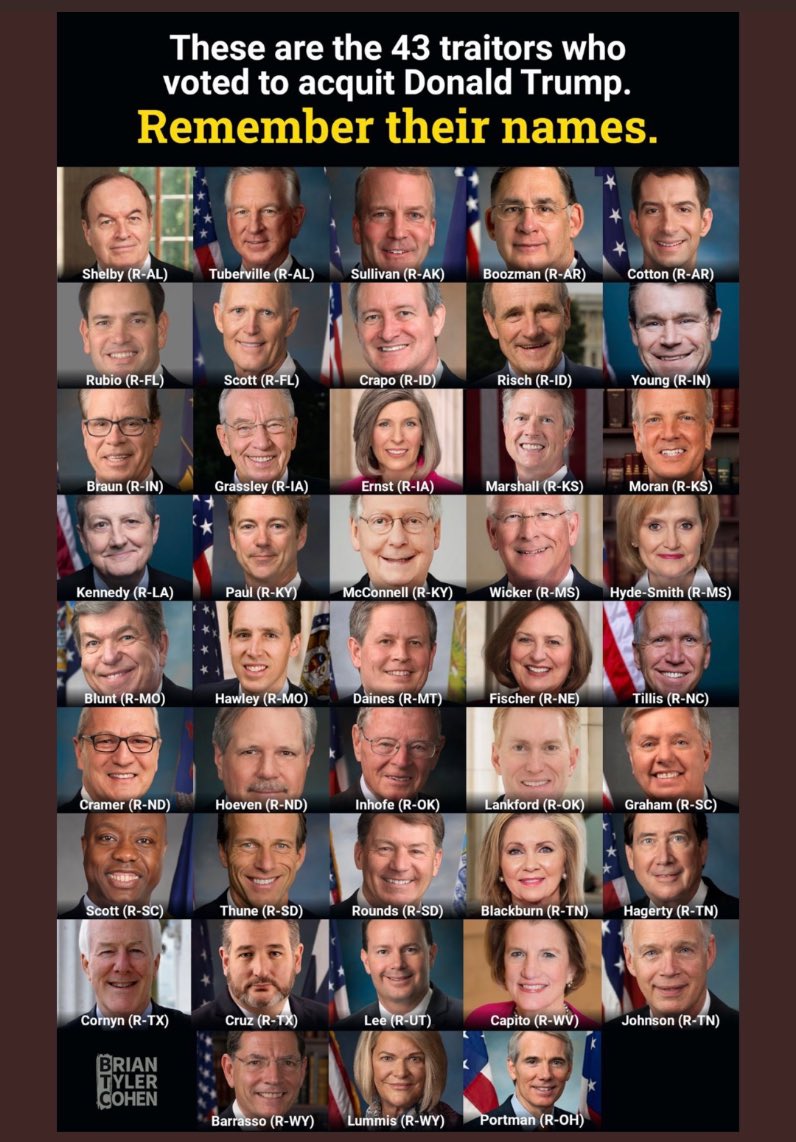 These are the 43 traitors who
voted to acquit Donald Trump.
Remember their names.
Shelby (R-AL)
Tuberville (R-AL)
Sullivan (R-AK)
Boozman (R-AR)
Cotton (R-AR)
Rubio (R-FL)
Scott (R-FL)
Crapo (R-ID)
Risch (R-ID)
Young (R-IN)
Braun (R-IN)
Grassley (R-IA)
Ernst (R-IA)
Marshall (R-KS)
Moran (R-KS)
Kennedy (R-LA)
Paul (R-KY)
McConnell (R-KY)
Wicker (R-MS)
Hyde-Smith (R-MS)
Blunt (R-MO)
Hawley (R-MO)
Daines (R-MT)
Fischer (R-NE)
Tillis (R-NC)
Cramer (R-ND)
Hoeven (R-ND)
Inhofe (R-OK)
Lankford (R-OK)
Graham (R-SC)
Scott (R-SC)
Thune (R-SD)
Rounds (R-SD)
Blackburn (R-TN)
Hagerty (R-TN)
Cornyn (R-TX)
Cruz (R-TX)
Lee (R-UT)
Capito (R-WV)
Johnson (R-TN)
BRIAN
TYLER
COHEN
Barrasso (R-WY)
Lummis (R-WY)
Portman (R-OH)